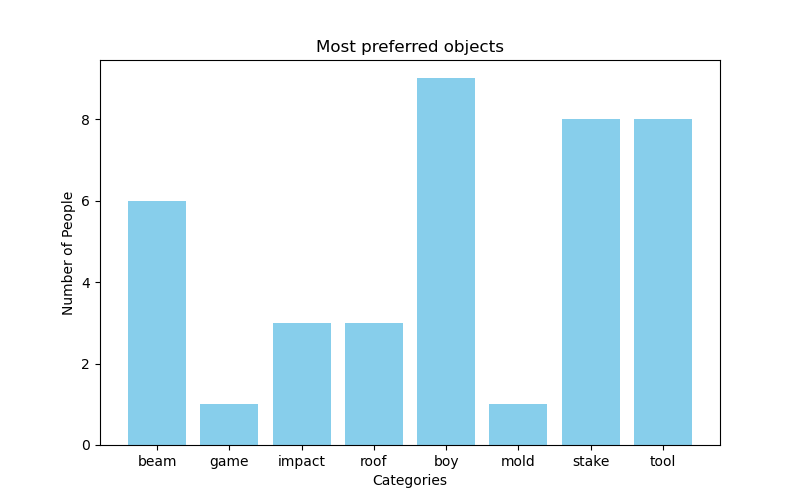 Most preferred objects
Number of People
8
6
4
2
0
beam game impact roof boy mold stake tool
Categories